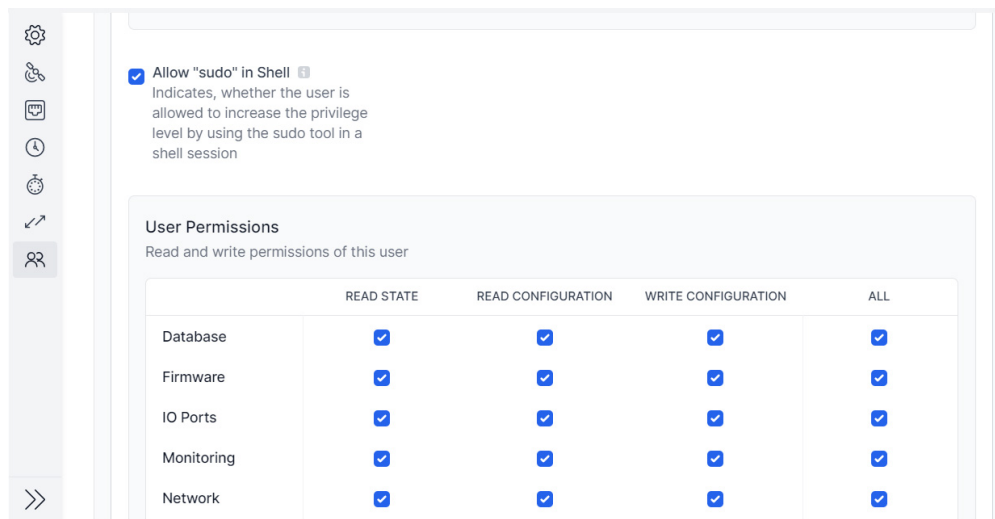 Allow "sudo" in Shell
Indicates, whether the user is
allowed to increase the privilege
level by using the sudo tool in a
shell session
User Permissions
Read and write permissions of this user
READ STATE READ CONFIGURATION WRITE CONFIGURATION ALL
Database
Firmware
IO Ports
Monitoring
Network